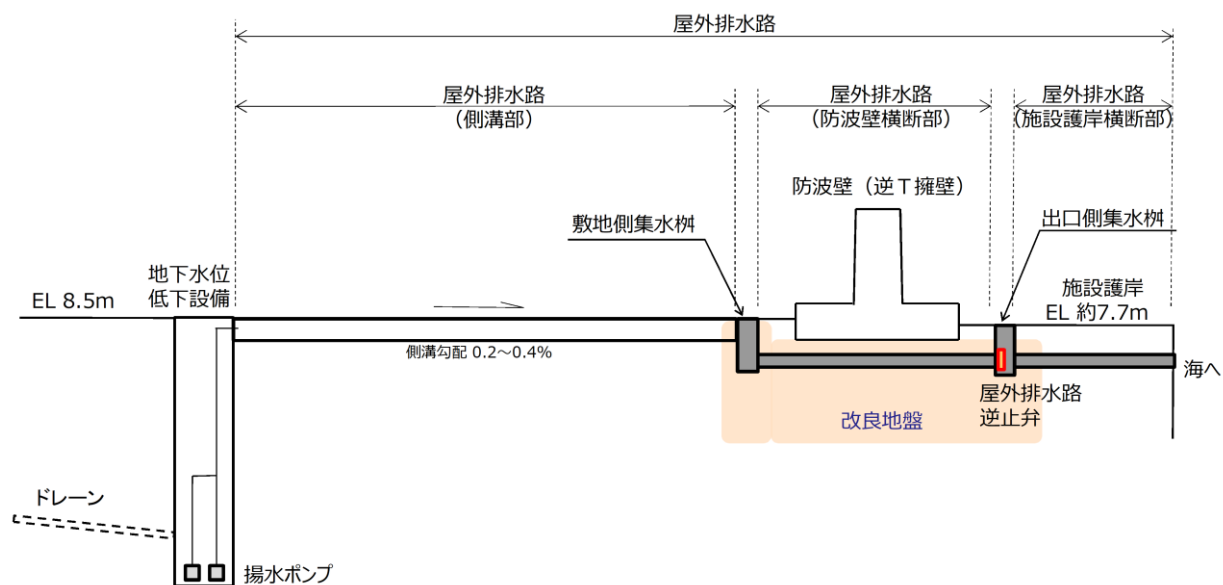 屋外排水路
屋外排水路
（側溝部）
屋外排水路
（防波壁横断部）
屋外排水路
（施設護岸横断部）
防波壁（逆Ｔ擁壁）
敷地側集水桝
出口側集水桝
地下水位
低下設備
EL 8.5m
施設護岸
EL 約7.7m
側溝勾配 0.2～0.4%
海へ
屋外排水路
逆止弁
改良地盤
ドレーン
揚水ポンプ